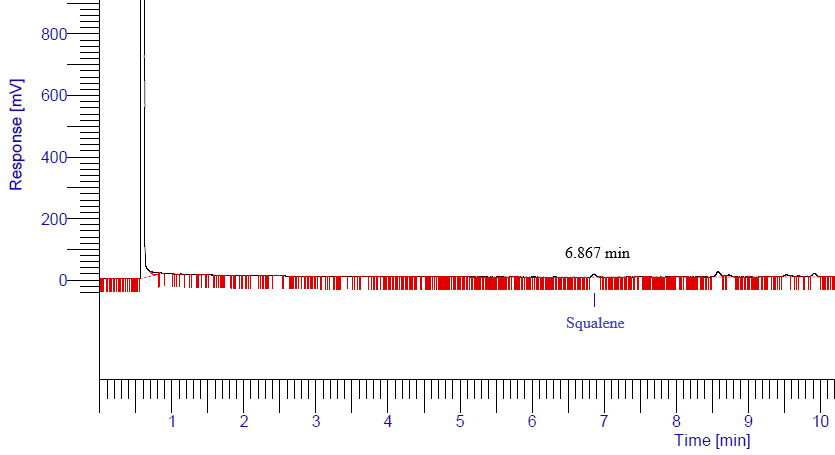 800
600
Response [mV]
400
200
6.867 min
0
Squalene
1 2 3 4 5 6 7 8 9 10
Time [min]